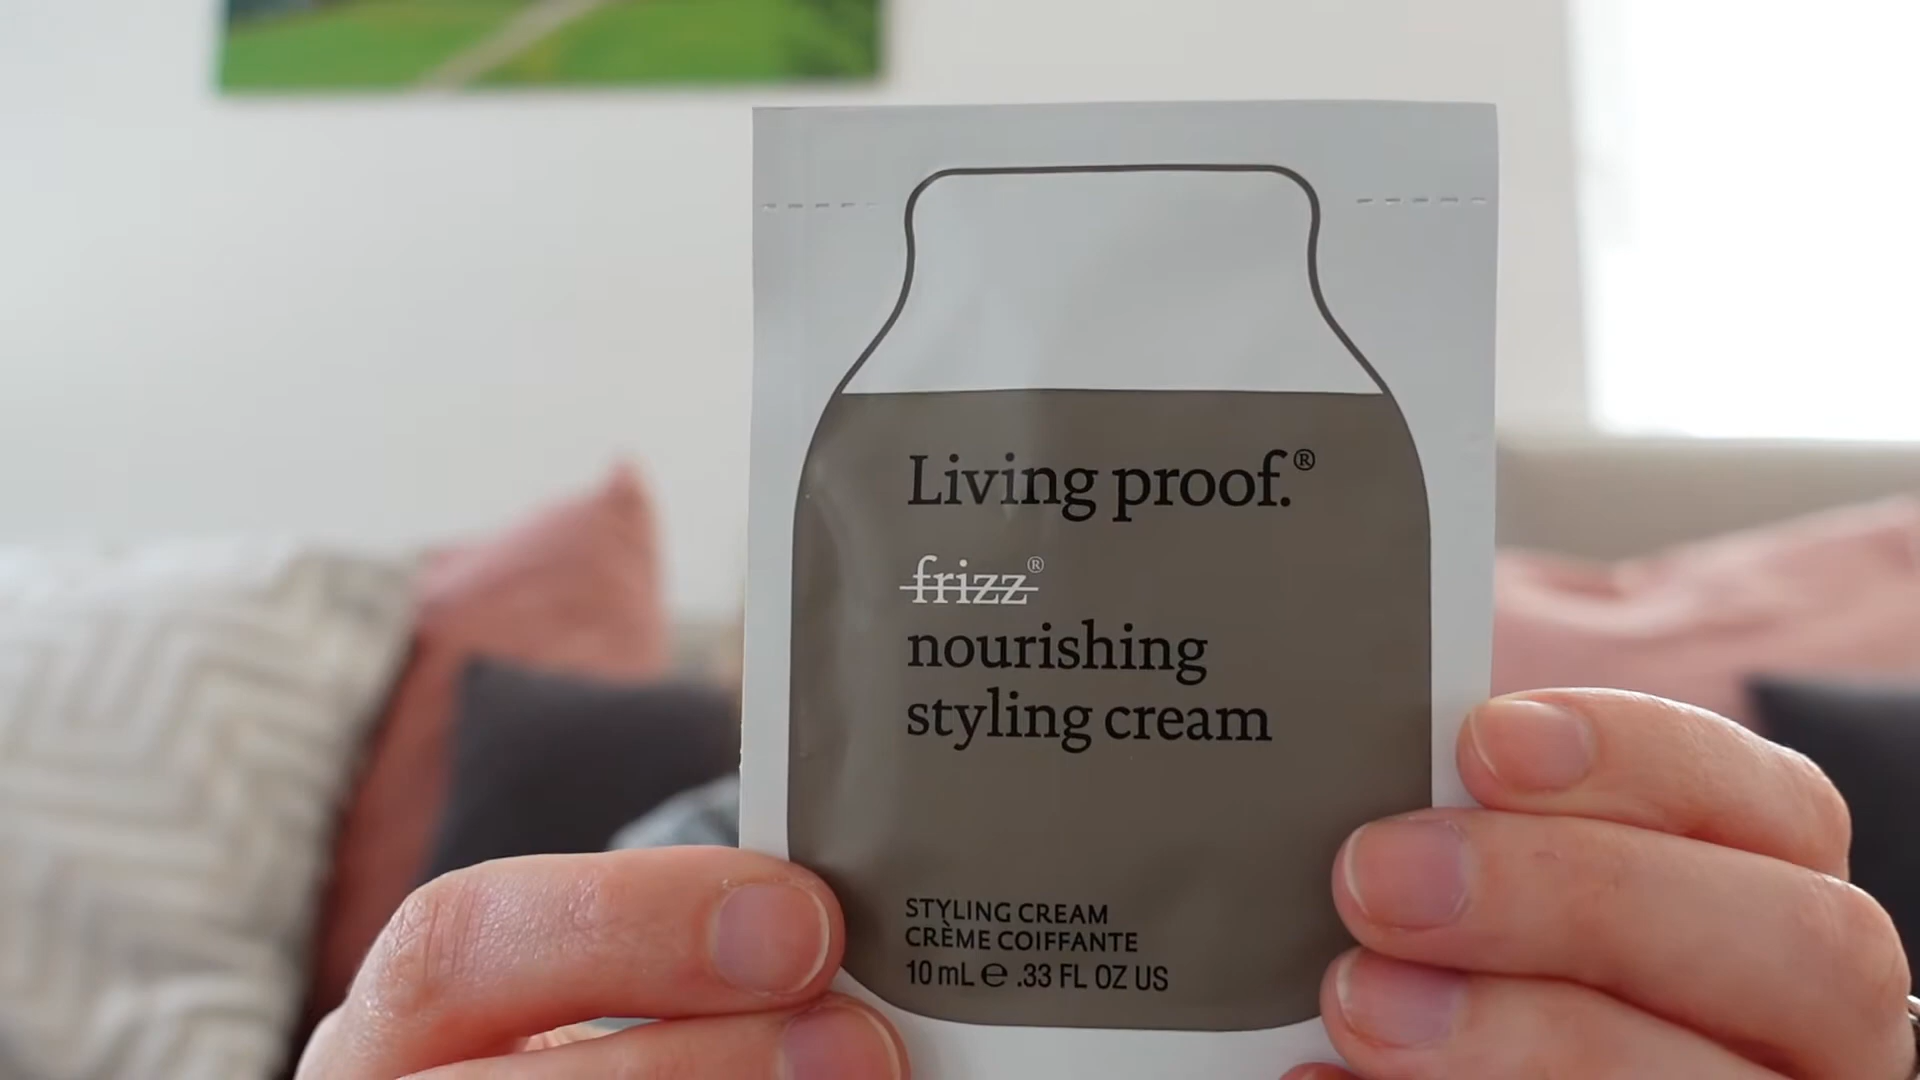 Living proof.®
frizz®
nourishing
styling cream
STYLING CREAM
CRÈME COIFFANTE
10 mL ℮ .33 FL OZ US